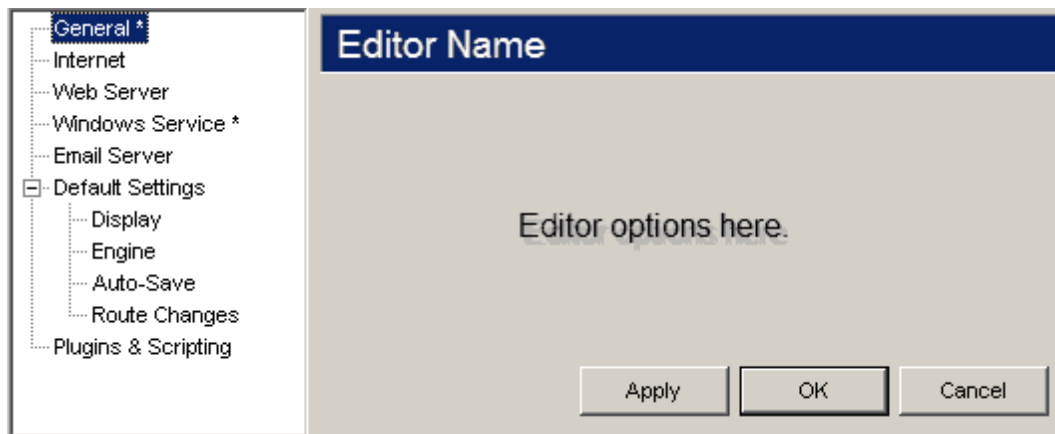 General *
Internet
Web Server
Windows Service *
Email Server
Default Settings
Display
Engine
Auto-Save
Route Changes
Plugins & Scripting
Editor Name
Editor options here.
Apply
OK
Cancel